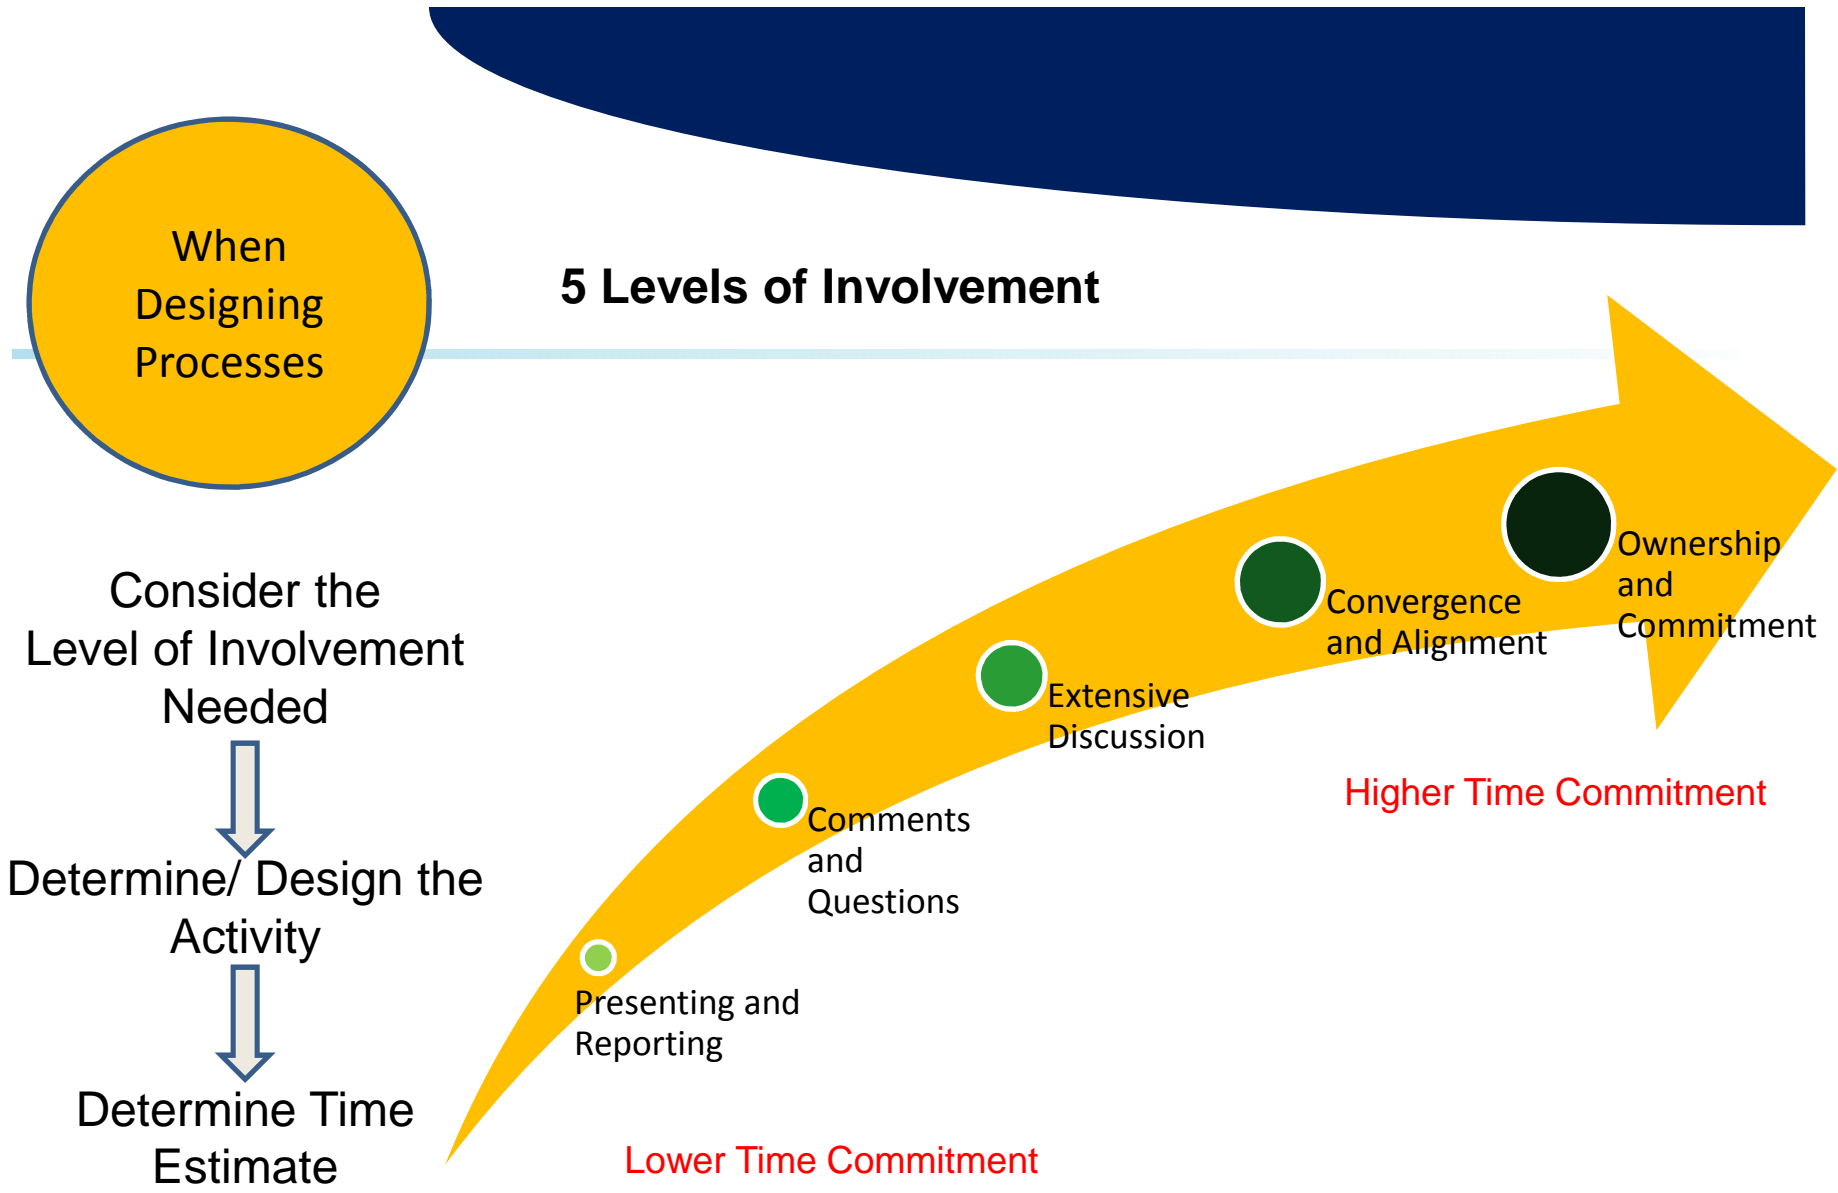 When
Designing
Processes
5 Levels of Involvement
Consider the
Level of Involvement
Needed
Determine/ Design the
Activity
Determine Time
Estimate
Presenting and
Reporting
Comments
and
Questions
Extensive
Discussion
Convergence
and Alignment
Ownership
and
Commitment
Higher Time Commitment
Lower Time Commitment